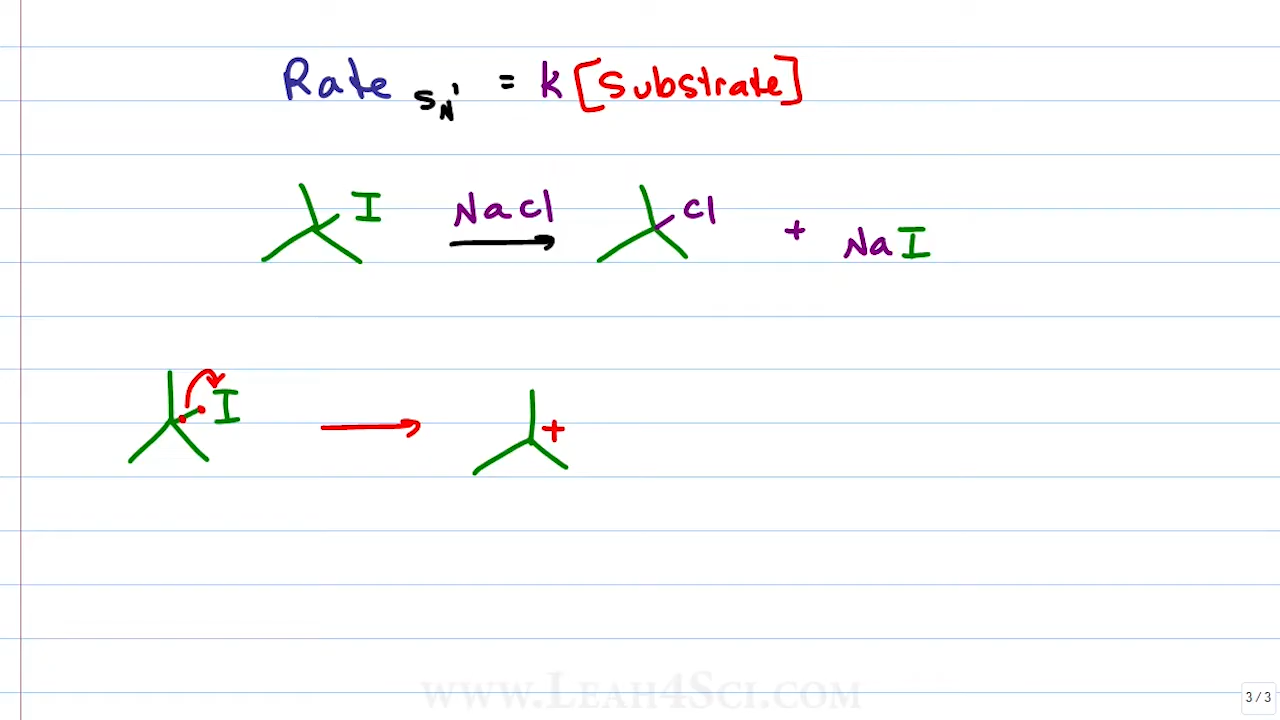 Rate SN1 = k [Substrate]
I NaCl Cl + NaI
I +
www.Leah4Sci.com
3 / 3